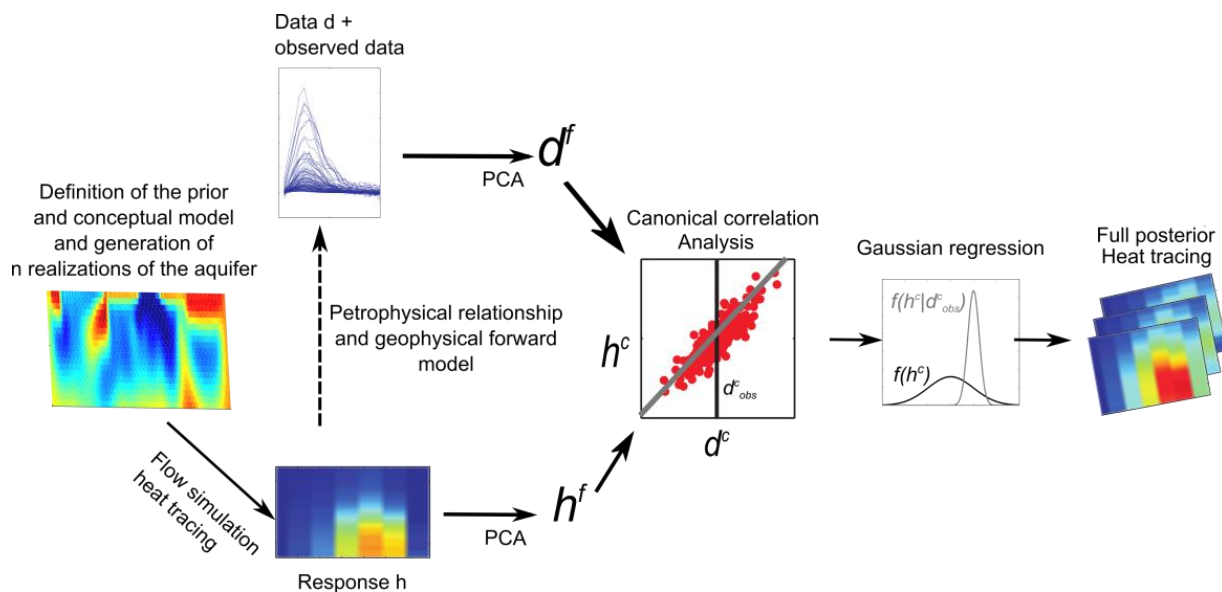 Data d +
observed data
PCA
d^f
Definition of the prior
and conceptual model
and generation of
n realizations of the aquifer
Petrophysical relationship
and geophysical forward
model
Flow simulation
heat tracing
Response h
PCA
h^f
Canonical correlation
Analysis
h^c
d^c_obs
d^c
Gaussian regression
f(h^c|d^c_obs)
f(h^c)
Full posterior
Heat tracing